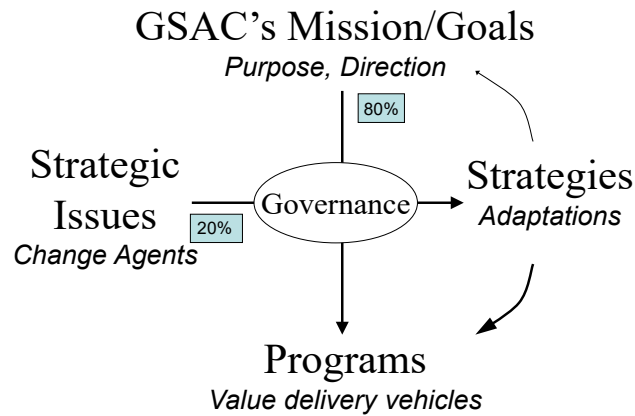 GSAC’s Mission/Goals
Purpose, Direction
80%
Strategic
Issues
Change Agents
20%
Governance
Strategies
Adaptations
Programs
Value delivery vehicles